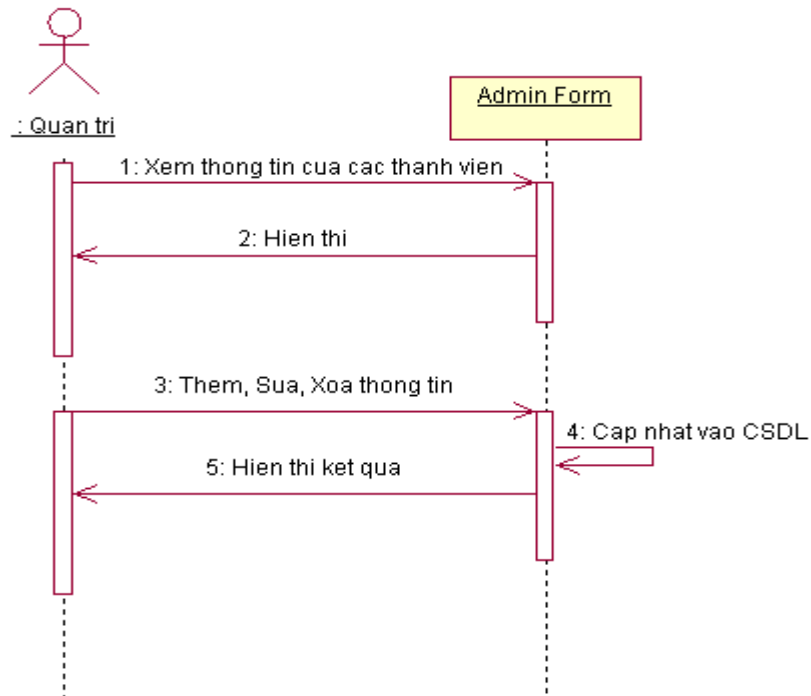 : Quan tri
Admin Form
1: Xem thong tin cua cac thanh vien
2: Hien thi
3: Them, Sua, Xoa thong tin
4: Cap nhat vao CSDL
5: Hien thi ket qua